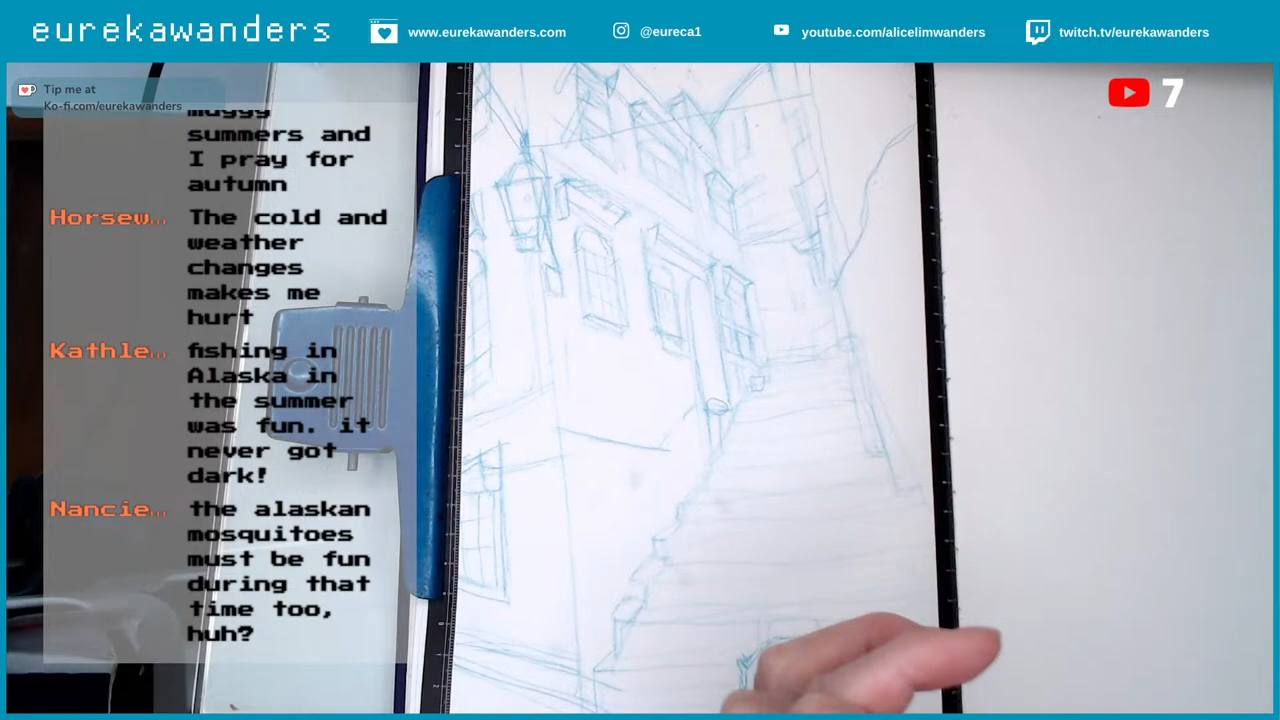 eurekawanders
www.eurekawanders.com
@eureca1
youtube.com/alicelimwanders
twitch.tv/eurekawanders
Tip me at
Ko-fi.com/eurekawanders
7
muggy
summers and
I pray for
autumn
Horsew... The cold and
weather
changes
makes me
hurt
Kathle... fishing in
Alaska in
the summer
was fun. it
never got
dark!
Nancie... the alaskan
mosquitoes
must be fun
during that
time too,
huh?